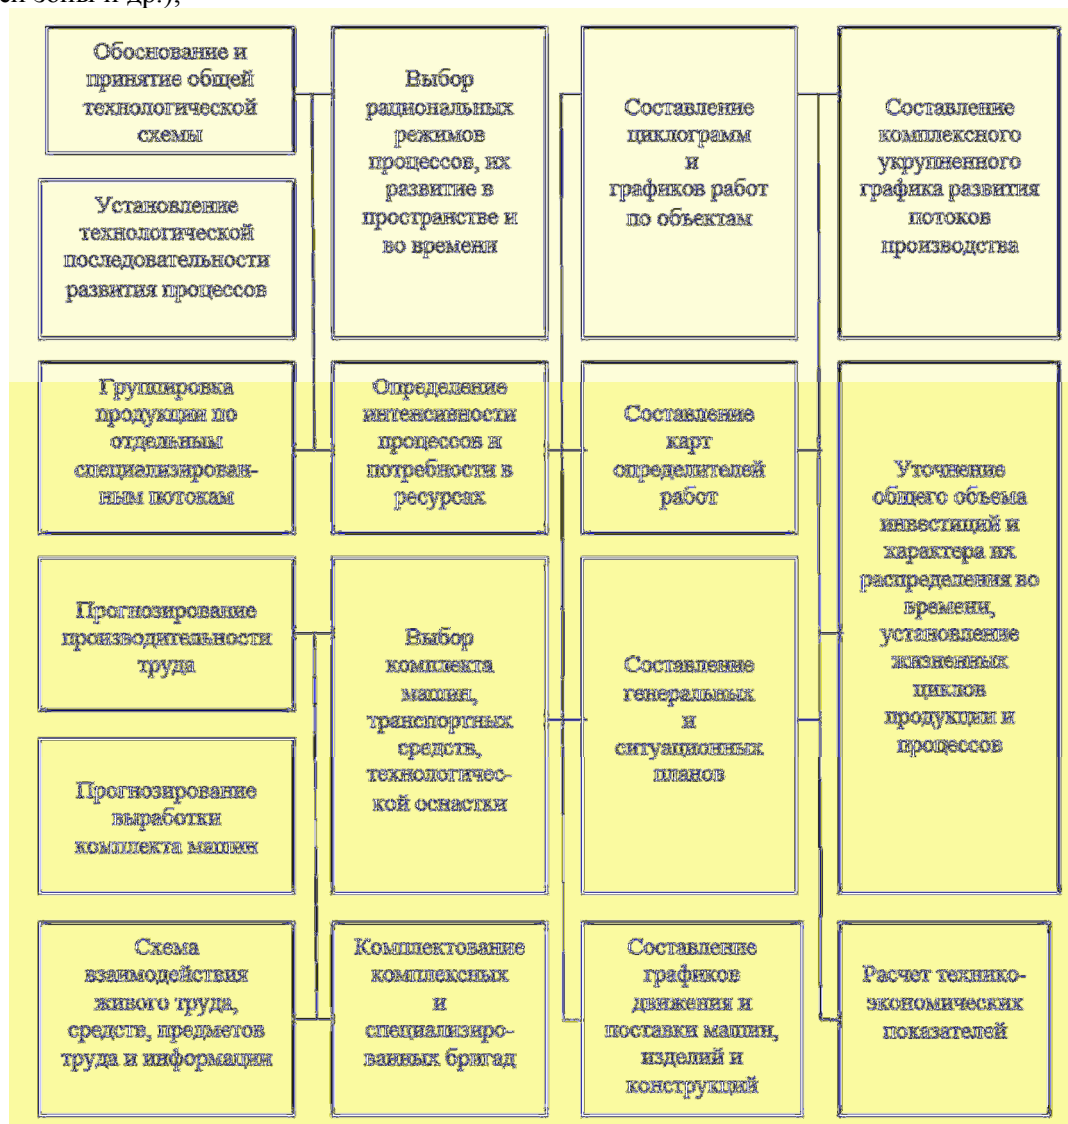 ей зоны и др.),
Обоснование и
принятие общей
технологической
схемы
Установление
технологической
последовательности
развития процессов
Группировка
продукции по
отдельным
специализирован-
ным потокам
Прогнозирование
производительности
труда
Прогнозирование
выработки
комплекта машин
Схема
взаимодействия
живого труда,
средств, предметов
труда и информации
Выбор
рациональных
режимов
процессов, их
развитие в
пространстве и
во времени
Определение
интенсивности
процессов и
потребности в
ресурсах
Выбор
комплекта
машин,
транспортных
средств,
технологичес-
кой оснастки
Комплектование
комплексных
и
специализиро-
ванных бригад
Составление
циклограмм
и
графиков работ
по объектам
Составление
карт
определителей
работ
Составление
генеральных
и
ситуационных
планов
Составление
графиков
движения и
поставки машин,
изделий и
конструкций
Составление
комплексного
укрупненного
графика развития
потоков
производства
Уточнение
общего объема
инвестиций и
характера их
распределения во
времени,
установление
жизненных
циклов
продукции и
процессов
Расчет технико-
экономических
показателей